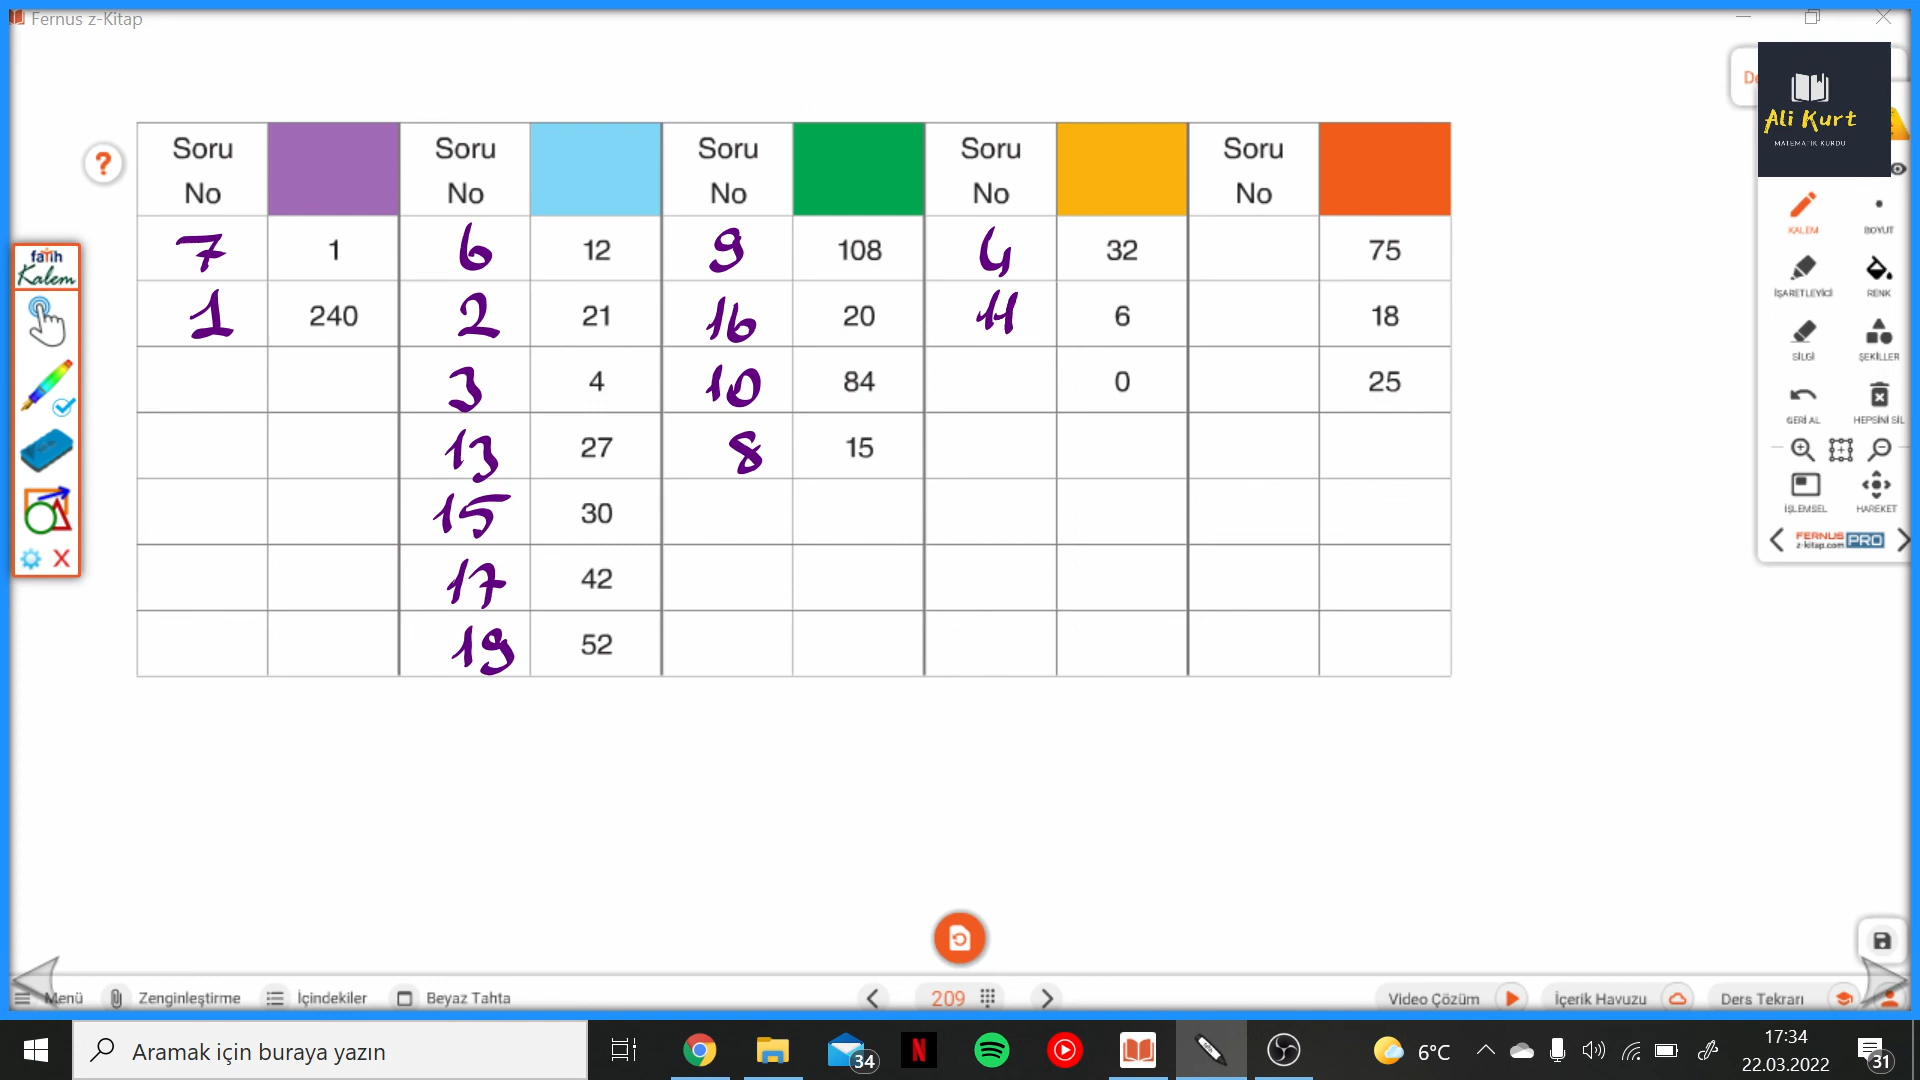 Fernus z-Kitap
Ali Kurt
MATEMATİK KURDU
?
Soru No Soru No Soru No Soru No Soru No
7 1 6 12 9 108 4 32 75
1 240 2 21 16 20 11 6 18
3 4 10 84 0 25
13 27 8 15
15 30
17 42
19 52
fatih
Kalem
KALEM BOYUT
İŞARETLEYİCİ RENK
SİLGİ ŞEKİLLER
GERİ AL HEPSİNİ SİL
İŞLEMSEL HAREKET
FERNUS
z-kitap.com PRO
Menü Zenginleştirme İçindekiler Beyaz Tahta 209 Video Çözüm İçerik Havuzu Ders Tekrarı
Aramak için buraya yazın 34 N 6°C 17:34
22.03.2022 31